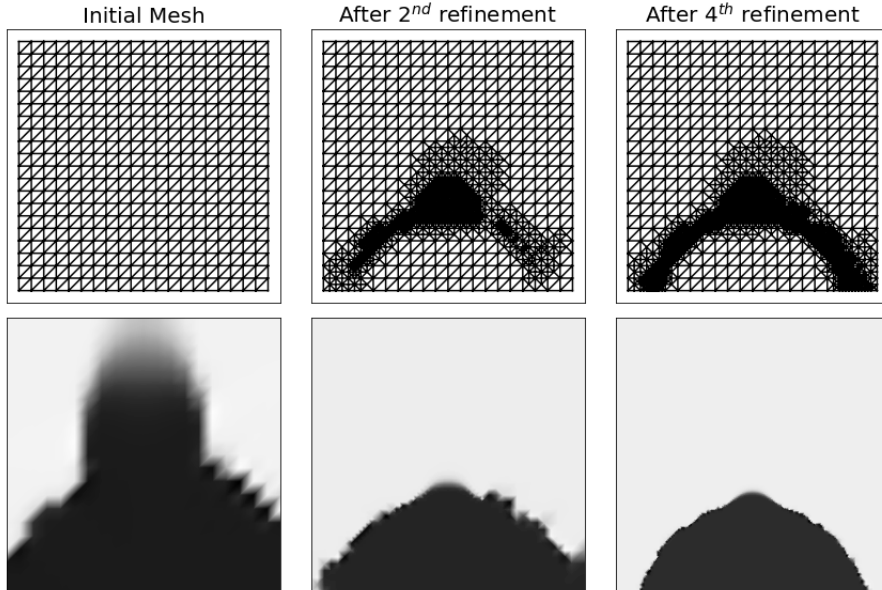 Initial Mesh
After 2ⁿᵈ refinement
After 4ᵗʰ refinement